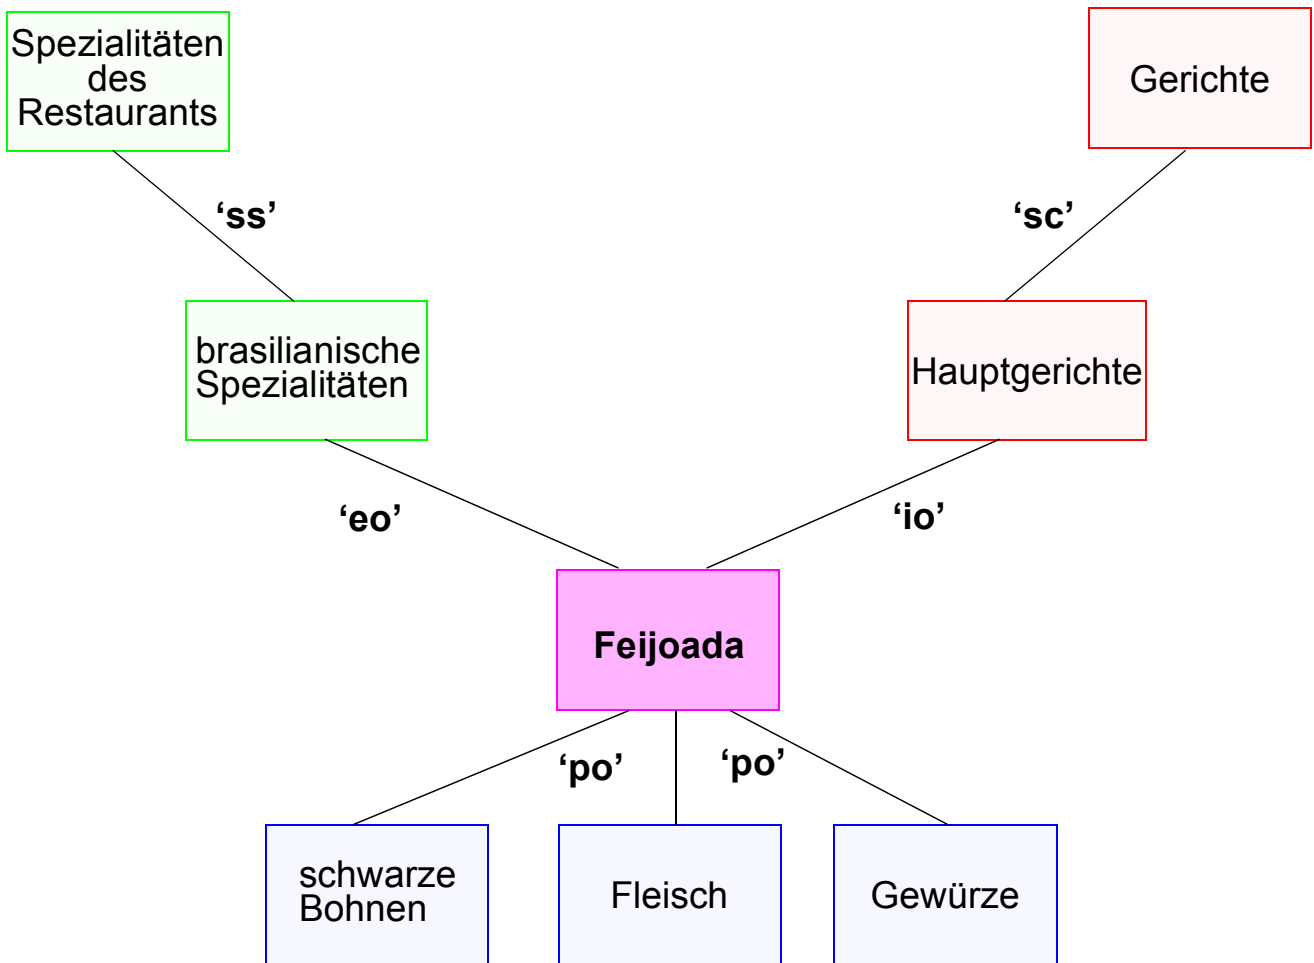 Spezialitäten
des
Restaurants
Gerichte
‘ss’
‘sc’
brasilianische
Spezialitäten
Hauptgerichte
‘eo’
‘io’
Feijoada
‘po’
‘po’
schwarze
Bohnen
Fleisch
Gewürze